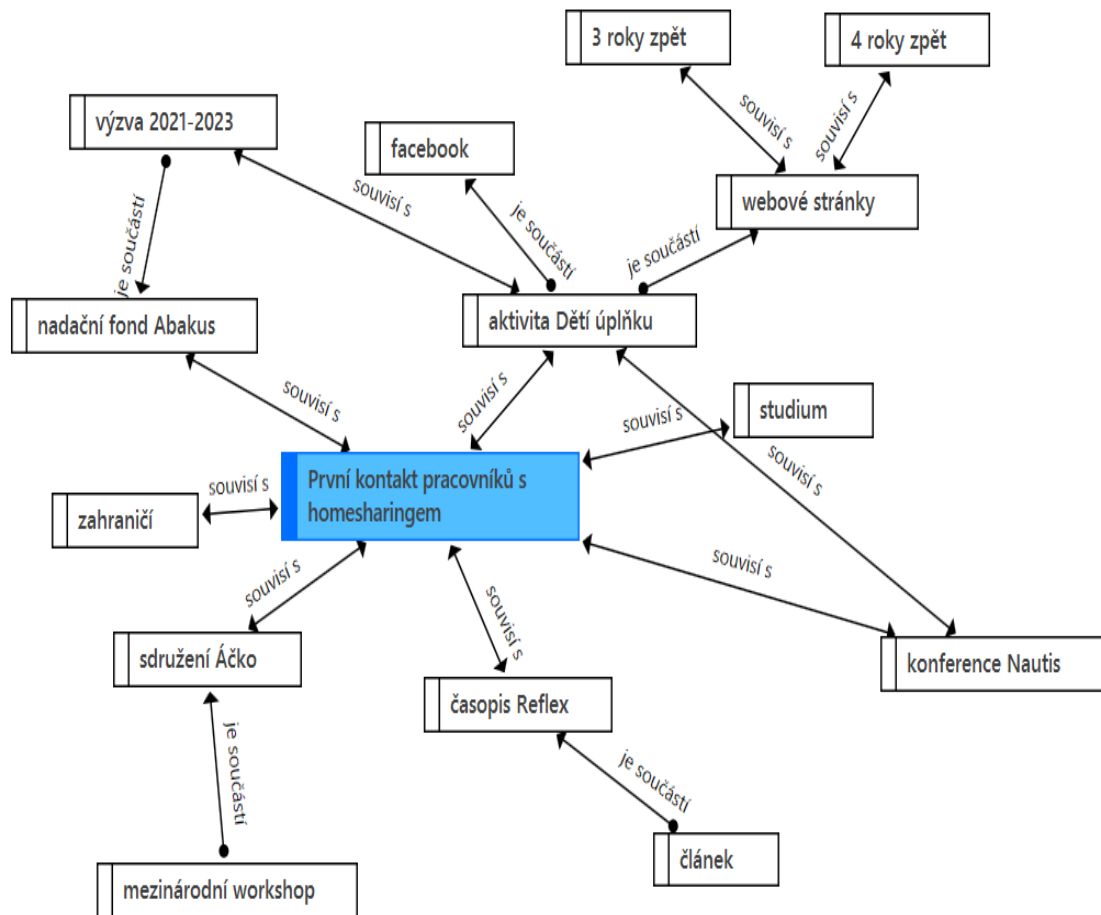 3 roky zpět
4 roky zpět
výzva 2021-2023
facebook
souvisí s
souvisí s
souvisí s
webové stránky
je součástí
je součástí
je součástí
nadační fond Abakus
aktivita Dětí úplňku
souvisí s
souvisí s
studium
souvisí s
souvisí s
První kontakt pracovníků s
homesharingem
souvisí s
zahraničí
souvisí s
souvisí s
souvisí s
sdružení Áčko
konference Nautis
časopis Reflex
je součástí
je součástí
článek
mezinárodní workshop